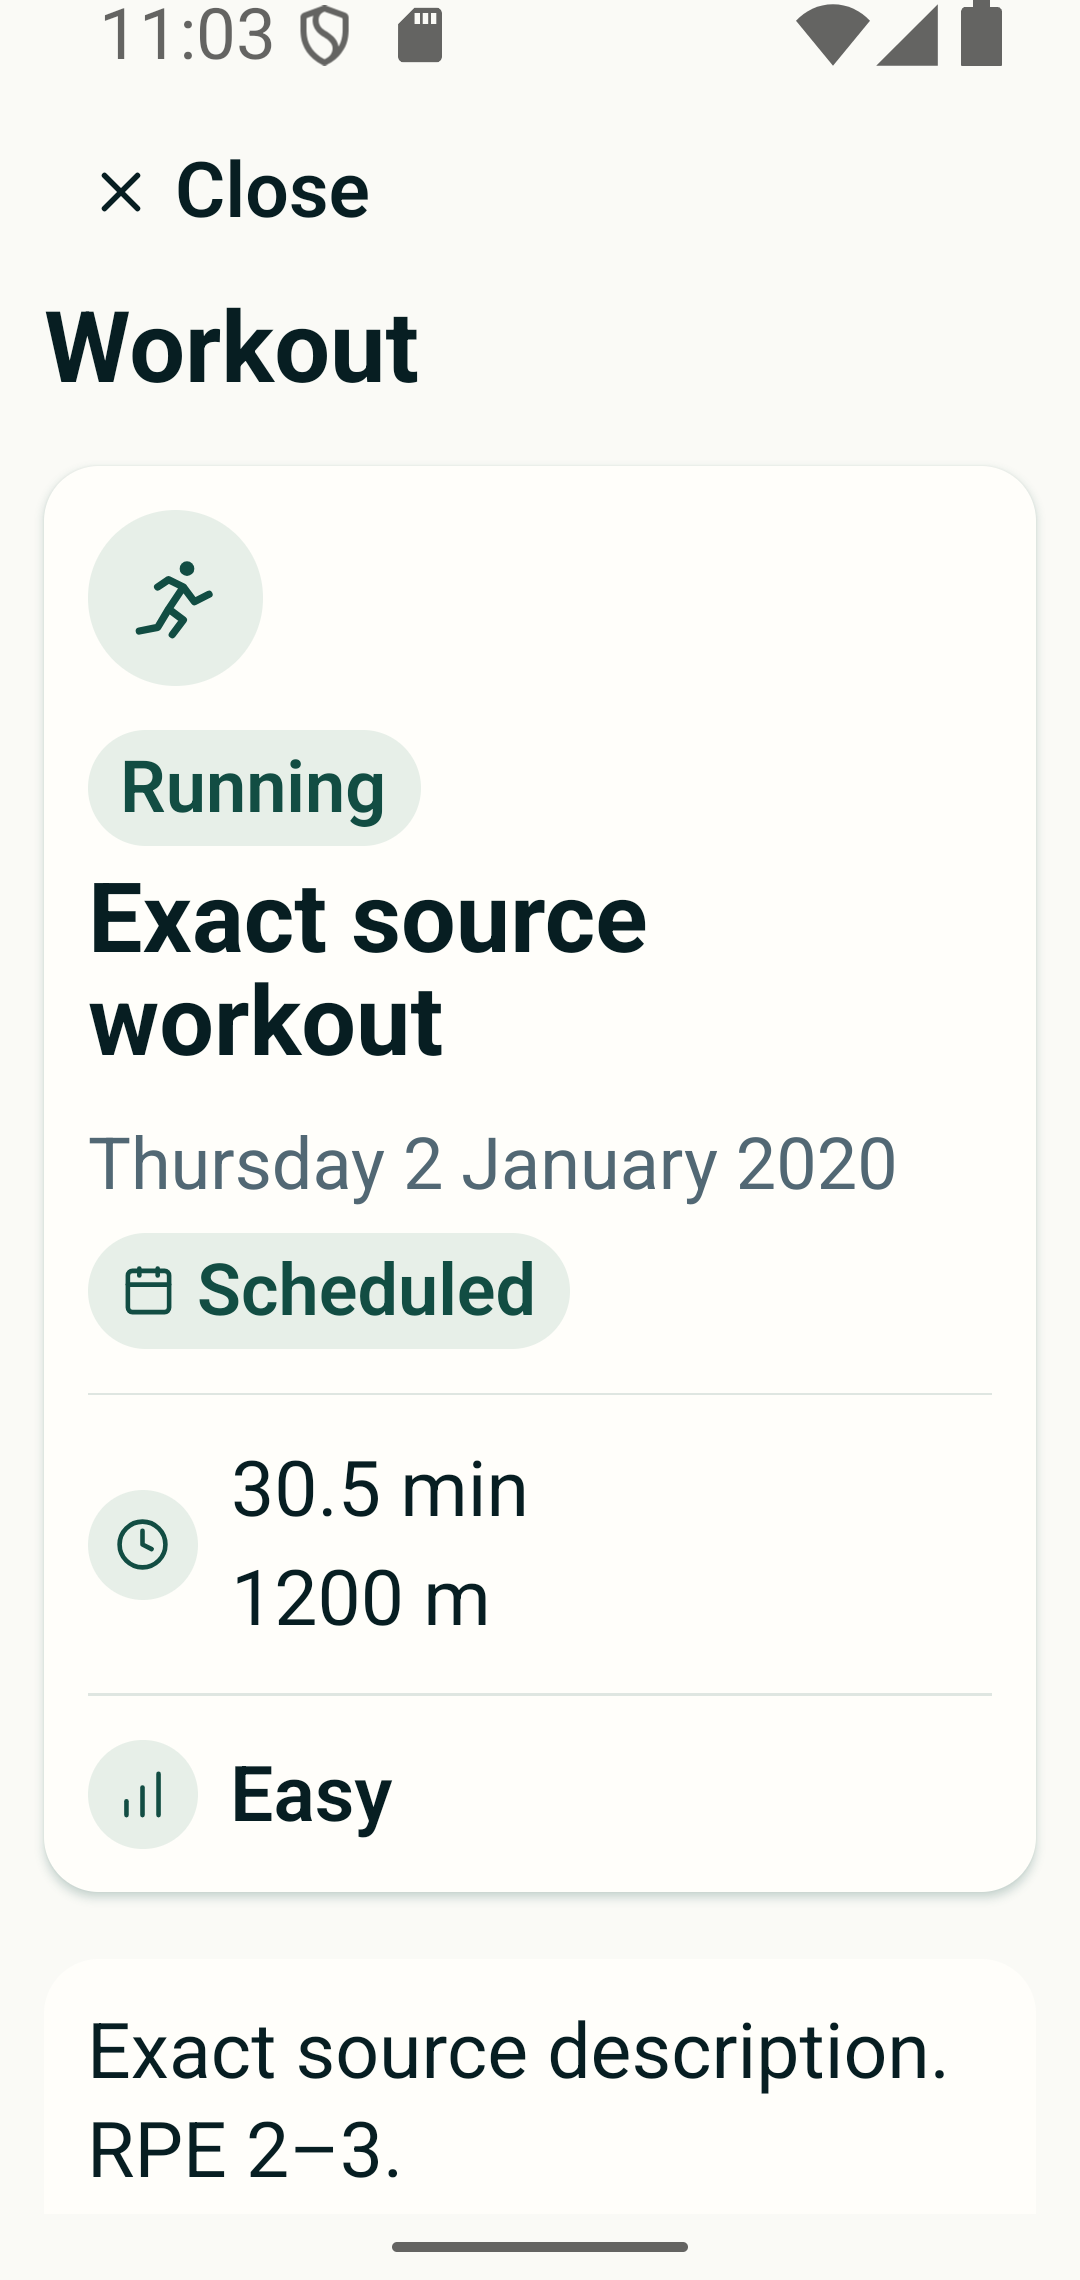 11:03
Close
Workout
Running
Exact source
workout
Thursday 2 January 2020
Scheduled
30.5 min
1200 m
Easy
Exact source description.
RPE 2–3.